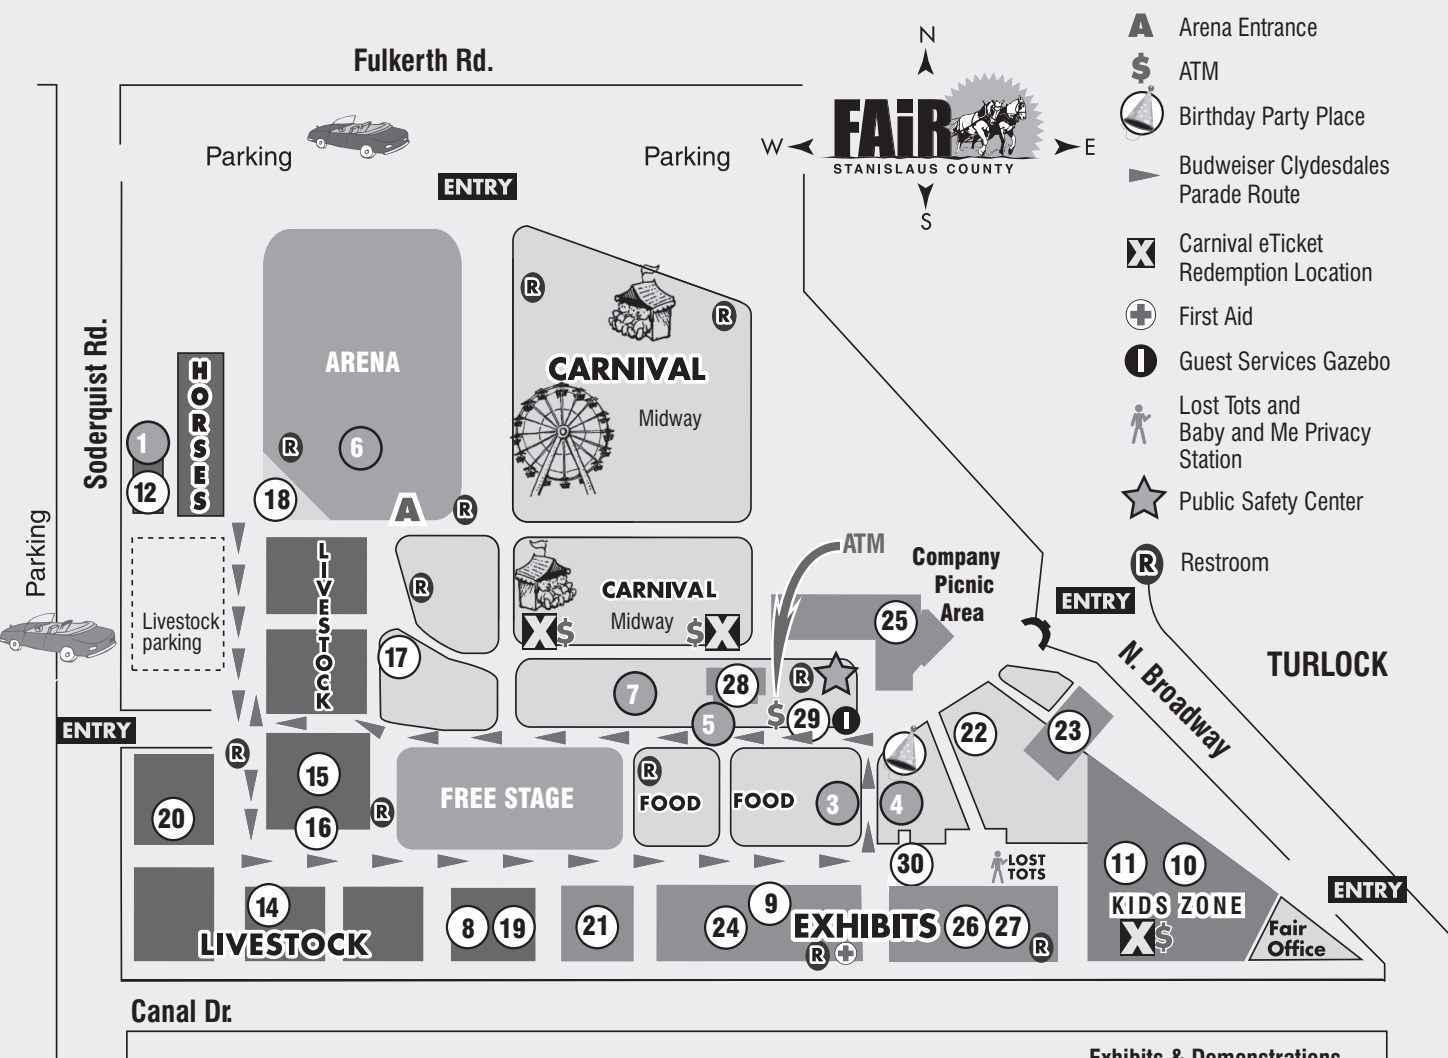 Fulkerth Rd.
Parking
Parking
ENTRY
N
W
E
S
FAiR
STANISLAUS COUNTY
A Arena Entrance
$ ATM
Birthday Party Place
Budweiser Clydesdales
Parade Route
X Carnival eTicket
Redemption Location
First Aid
I Guest Services Gazebo
Lost Tots and
Baby and Me Privacy
Station
Public Safety Center
R Restroom
Soderquist Rd.
Parking
HORSES
1
12
ARENA
R
6
18
A
R
R
R
CARNIVAL
Midway
Livestock
parking
LIVESTOCK
R
17
CARNIVAL
Midway
X $
$ X
ATM
Company
Picnic
Area
25
ENTRY
N. Broadway
TURLOCK
ENTRY
7
28
R
5
$
29
I
22
23
R
15
16
20
R
FREE STAGE
R
FOOD
FOOD
3
4
30
LOST
TOTS
11
10
KIDS ZONE
X $
ENTRY
Fair
Office
14
LIVESTOCK
8
19
21
24
9
EXHIBITS
26
27
R
R
Canal Dr.
Exhibits & Demonstrations